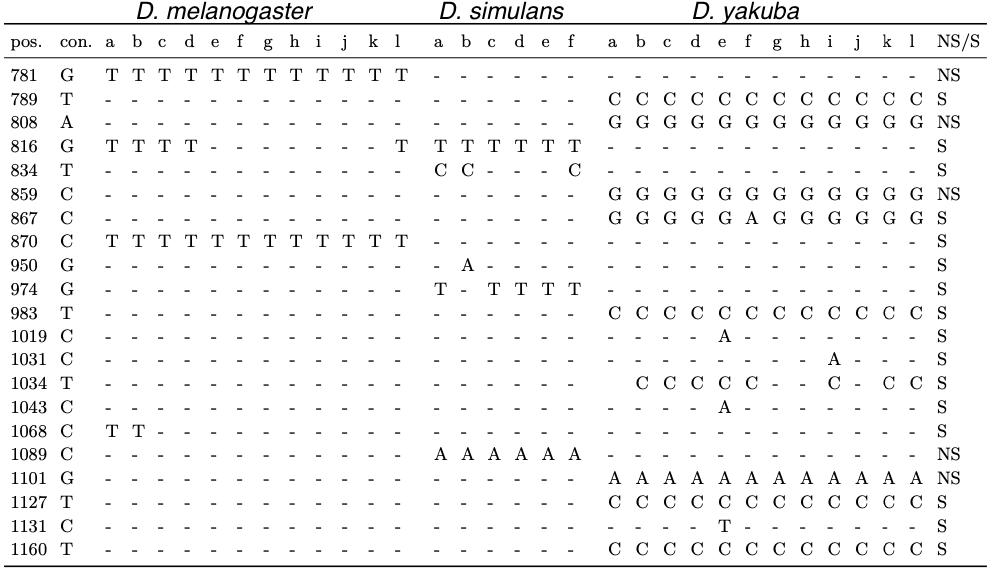 D. melanogaster D. simulans D. yakuba
pos. con. a b c d e f g h i j k l a b c d e f a b c d e f g h i j k l NS/S
781 G T T T T T T T T T T T T - - - - - - - - - - - - - - - - - - NS
789 T - - - - - - - - - - - - - - - - - - C C C C C C C C C C C C S
808 A - - - - - - - - - - - - - - - - - - G G G G G G G G G G G G NS
816 G T T T T - - - - - - - T T T T T T T - - - - - - - - - - - - S
834 T - - - - - - - - - - - - C C - - - C - - - - - - - - - - - - S
859 C - - - - - - - - - - - - - - - - - - G G G G G G G G G G G G NS
867 C - - - - - - - - - - - - - - - - - - G G G G G A G G G G G G S
870 C T T T T T T T T T T T T - - - - - - - - - - - - - - - - - - S
950 G - - - - - - - - - - - - - A - - - - - - - - - - - - - - - - S
974 G - - - - - - - - - - - - T - T T T T - - - - - - - - - - - - S
983 T - - - - - - - - - - - - - - - - - - C C C C C C C C C C C C S
1019 C - - - - - - - - - - - - - - - - - - - - - - A - - - - - - - S
1031 C - - - - - - - - - - - - - - - - - - - - - - - - - - A - - - S
1034 T - - - - - - - - - - - - - - - - - - C C C C C - - C - C C S
1043 C - - - - - - - - - - - - - - - - - - - - - - A - - - - - - - S
1068 C T T - - - - - - - - - - - - - - - - - - - - - - - - - - - - S
1089 C - - - - - - - - - - - - A A A A A A - - - - - - - - - - - - NS
1101 G - - - - - - - - - - - - - - - - - - A A A A A A A A A A A A NS
1127 T - - - - - - - - - - - - - - - - - - C C C C C C C C C C C C S
1131 C - - - - - - - - - - - - - - - - - - - - - - T - - - - - - - S
1160 T - - - - - - - - - - - - - - - - - - C C C C C C C C C C C C S